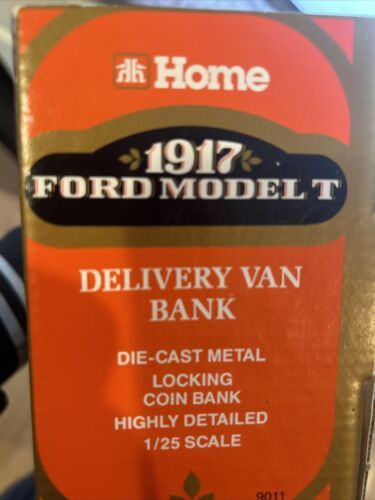 Home
1917
FORD MODEL T
DELIVERY VAN
BANK
DIE-CAST METAL
LOCKING
COIN BANK
HIGHLY DETAILED
1/25 SCALE
9011